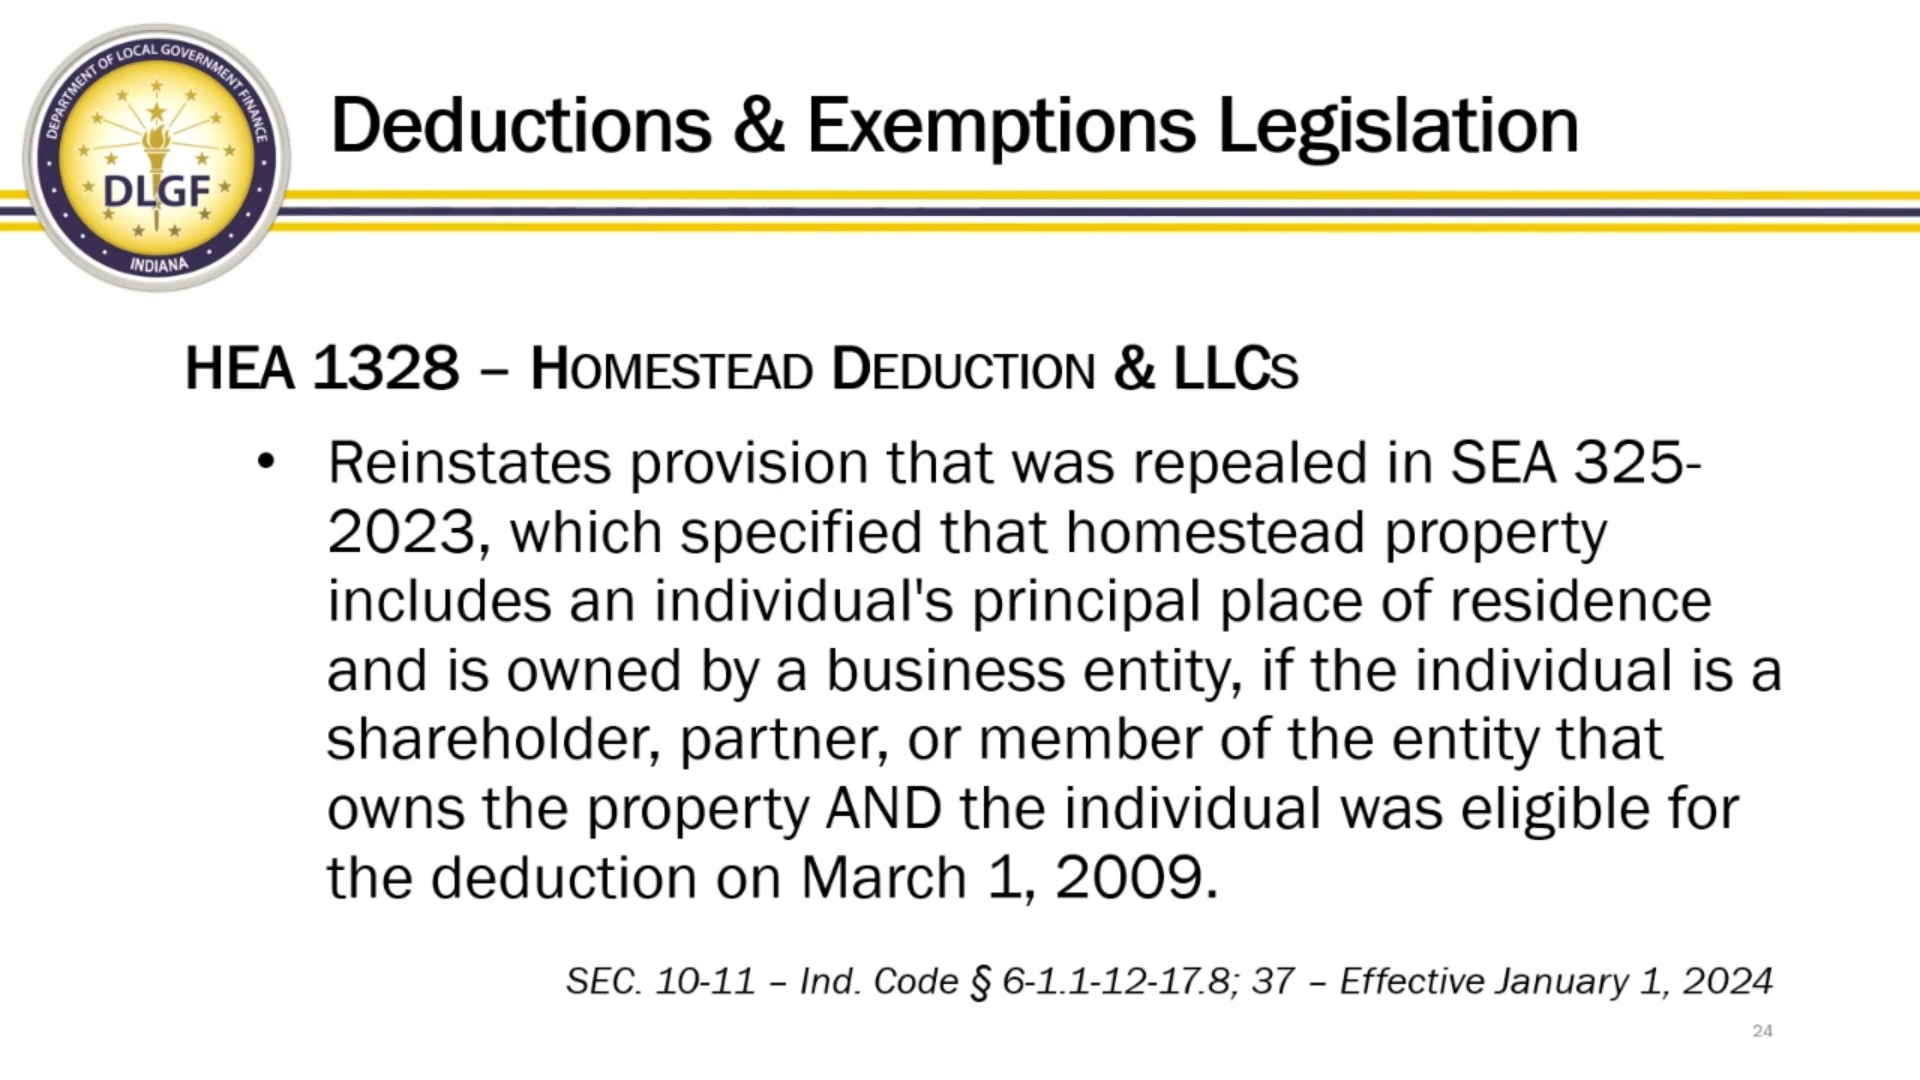 DEPARTMENT OF LOCAL GOVERNMENT FINANCE
DLGF
INDIANA
Deductions & Exemptions Legislation
HEA 1328 – HOMESTEAD DEDUCTION & LLCS
• Reinstates provision that was repealed in SEA 325-
2023, which specified that homestead property
includes an individual's principal place of residence
and is owned by a business entity, if the individual is a
shareholder, partner, or member of the entity that
owns the property AND the individual was eligible for
the deduction on March 1, 2009.
SEC. 10-11 – Ind. Code § 6-1.1-12-17.8; 37 – Effective January 1, 2024
24